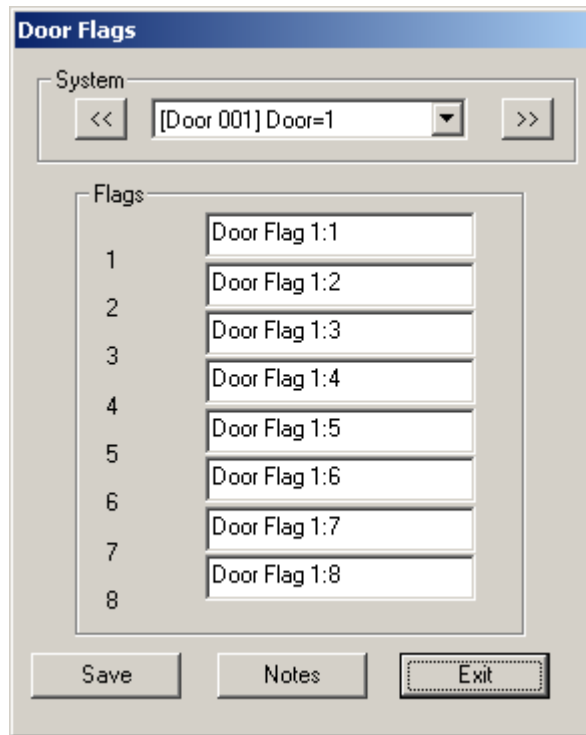 Door Flags
System
<< [Door 001] Door=1 >>
Flags
Door Flag 1:1
1
Door Flag 1:2
2
Door Flag 1:3
3
Door Flag 1:4
4
Door Flag 1:5
5
Door Flag 1:6
6
Door Flag 1:7
7
Door Flag 1:8
8
Save Notes Exit